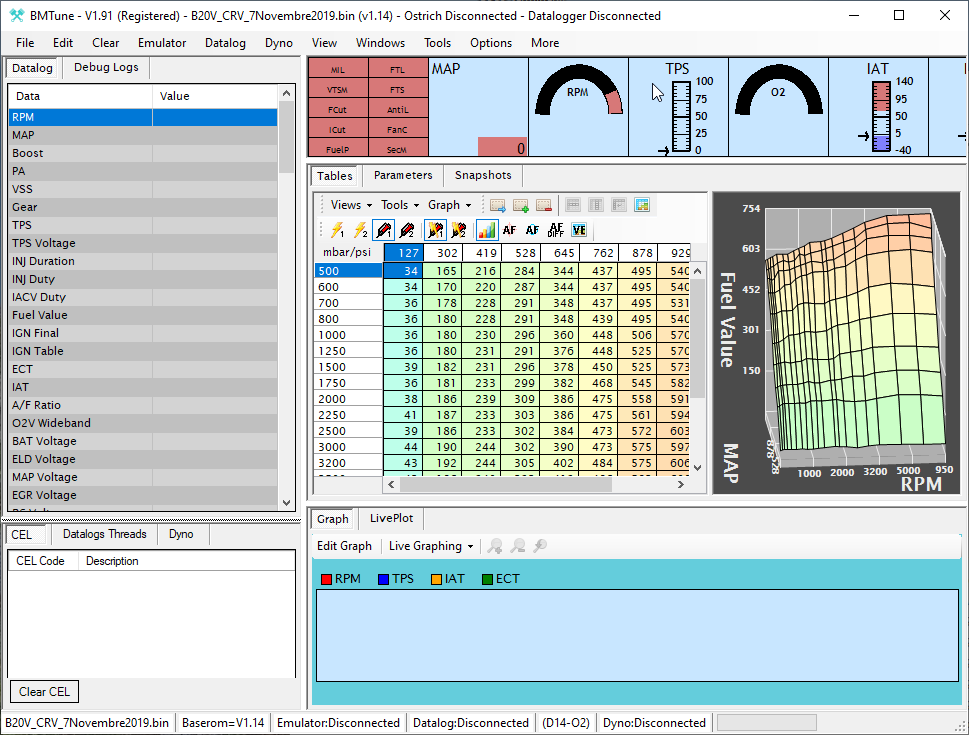 BMTune - V1.91 (Registered) - B20V_CRV_7Novembre2019.bin (v1.14) - Ostrich Disconnected - Datalogger Disconnected
File Edit Clear Emulator Datalog Dyno View Windows Tools Options More
Datalog Debug Logs
Data Value
RPM
MAP
Boost
PA
VSS
Gear
TPS
TPS Voltage
INJ Duration
INJ Duty
IACV Duty
Fuel Value
IGN Final
IGN Table
ECT
IAT
A/F Ratio
O2V Wideband
BAT Voltage
ELD Voltage
MAP Voltage
EGR Voltage
CEL Datalogs Threads Dyno
CEL Code Description
Clear CEL
MIL FTL
VTSM FTS
FCut AntiL
ICut FanC
FuelP SecM
MAP
0
RPM
TPS
100
75
50
25
0
O2
IAT
140
95
50
5
-40
Tables Parameters Snapshots
Views Tools Graph
1 2 1 2 1 2 AF AF AF DIFF VE
mbar/psi 127 302 419 528 645 762 878 929
500 34 165 216 284 344 437 495 540
600 34 170 220 287 344 437 495 540
700 36 178 228 291 348 437 495 531
800 36 180 228 291 348 439 495 540
1000 36 180 230 296 360 448 506 570
1250 36 180 231 291 376 448 525 570
1500 39 182 231 296 378 450 525 573
1750 36 181 233 299 382 468 545 582
2000 38 186 239 309 386 475 558 591
2250 41 187 233 303 386 475 561 594
2500 39 186 233 302 384 473 572 603
3000 44 190 244 302 390 473 575 597
3200 43 192 244 305 402 484 575 606
754
603
452
301
150
Fuel Value
MAP
878
528
1000 2000 3200 5000 950
RPM
Graph LivePlot
Edit Graph Live Graphing
RPM TPS IAT ECT
B20V_CRV_7Novembre2019.bin Baserom=V1.14 Emulator:Disconnected Datalog:Disconnected (D14-O2) Dyno:Disconnected